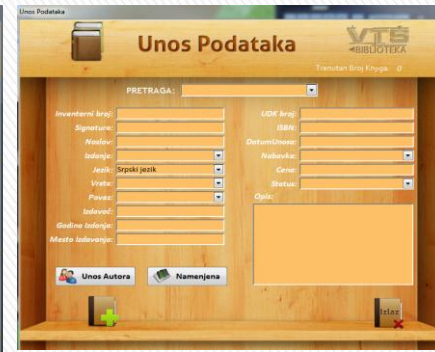 Unos Podataka
Unos Podataka
VTŠ
BIBLIOTEKA
Trenutan Broj Knjiga: 0
PRETRAGA:
Inventarni broj:
Signatura:
Naslov:
Izdanje:
Jezik: Srpski jezik
Vrsta:
Povez:
Izdavač:
Godina Izdanja:
Mesto Izdavanja:
UDK broj:
ISBN:
DatumUnosa:
Nabavka:
Cena:
Status:
Opis:
Unos Autora
Namenjena
Izlaz